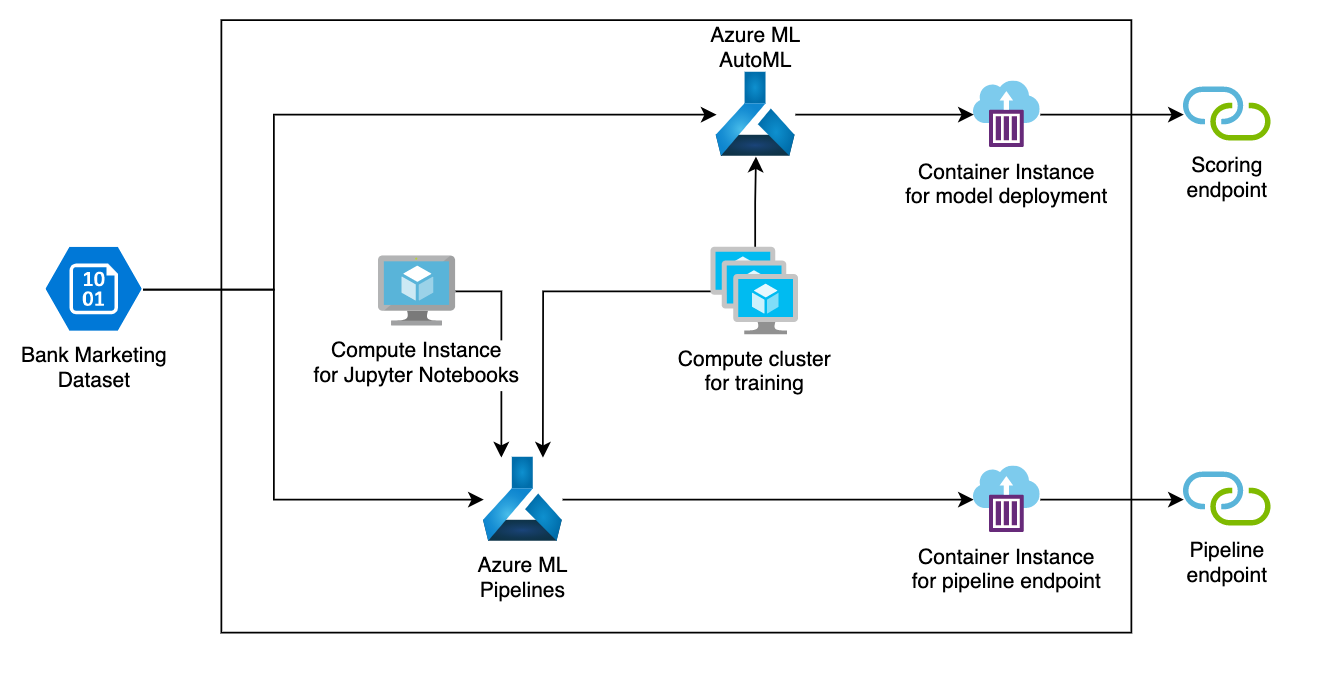 Azure ML
AutoML
Container Instance
for model deployment
Scoring
endpoint
10
01
Bank Marketing
Dataset
Compute Instance
for Jupyter Notebooks
Compute cluster
for training
Azure ML
Pipelines
Container Instance
for pipeline endpoint
Pipeline
endpoint